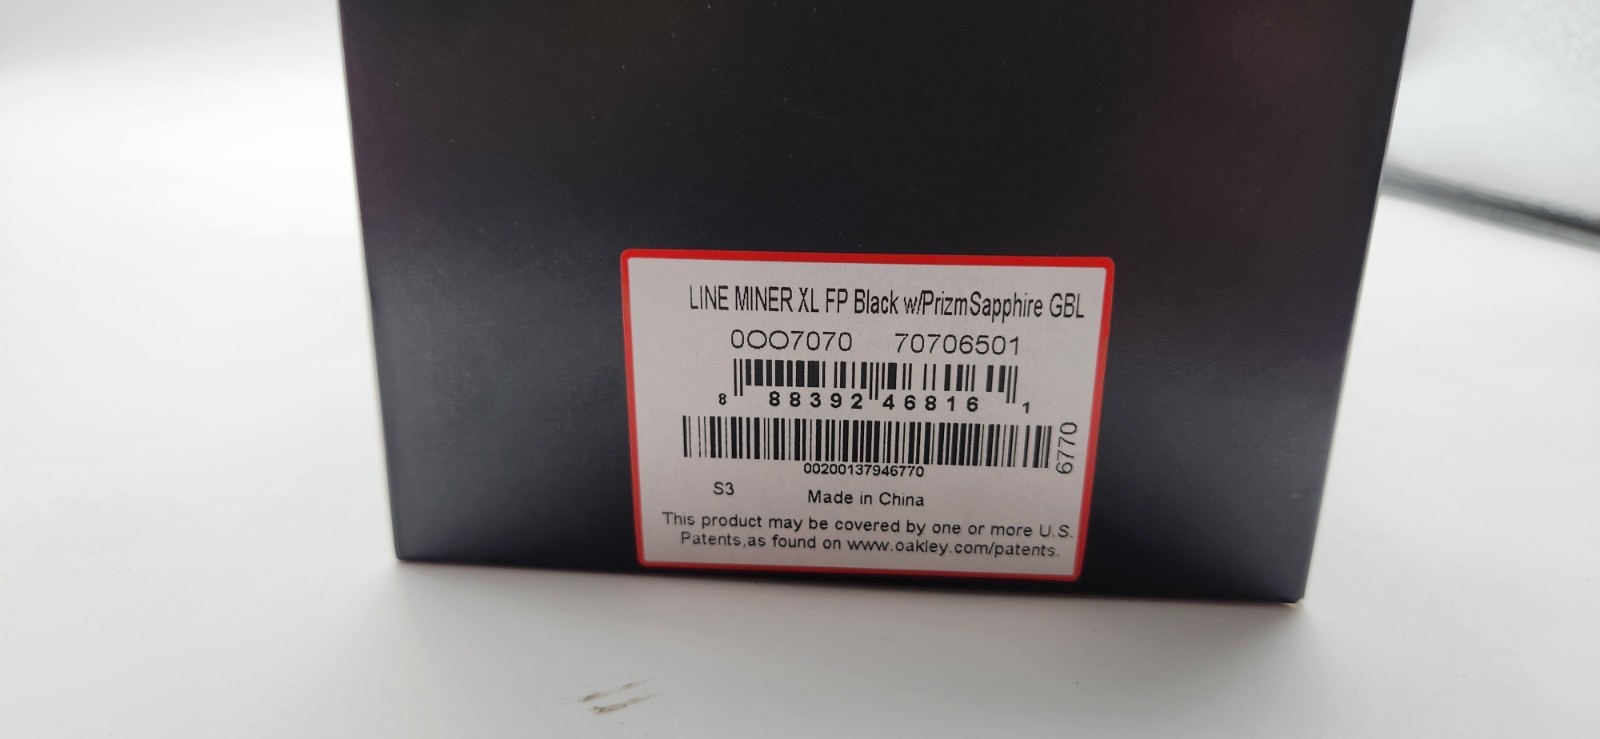 LINE MINER XL FP Black w/PrizmSapphire GBL
0OO7070 70706501
8 88392 46816 1
00200137946770
6770
S3 Made in China
This product may be covered by one or more U.S.
Patents,as found on www.oakley.com/patents.